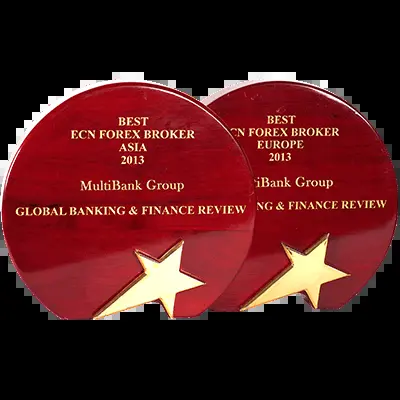 BEST
ECN FOREX BROKER
ASIA
2013
MultiBank Group
GLOBAL BANKING & FINANCE REVIEW
BEST
ECN FOREX BROKER
EUROPE
2013
tiBank Group
NG & FINANCE REVIEW